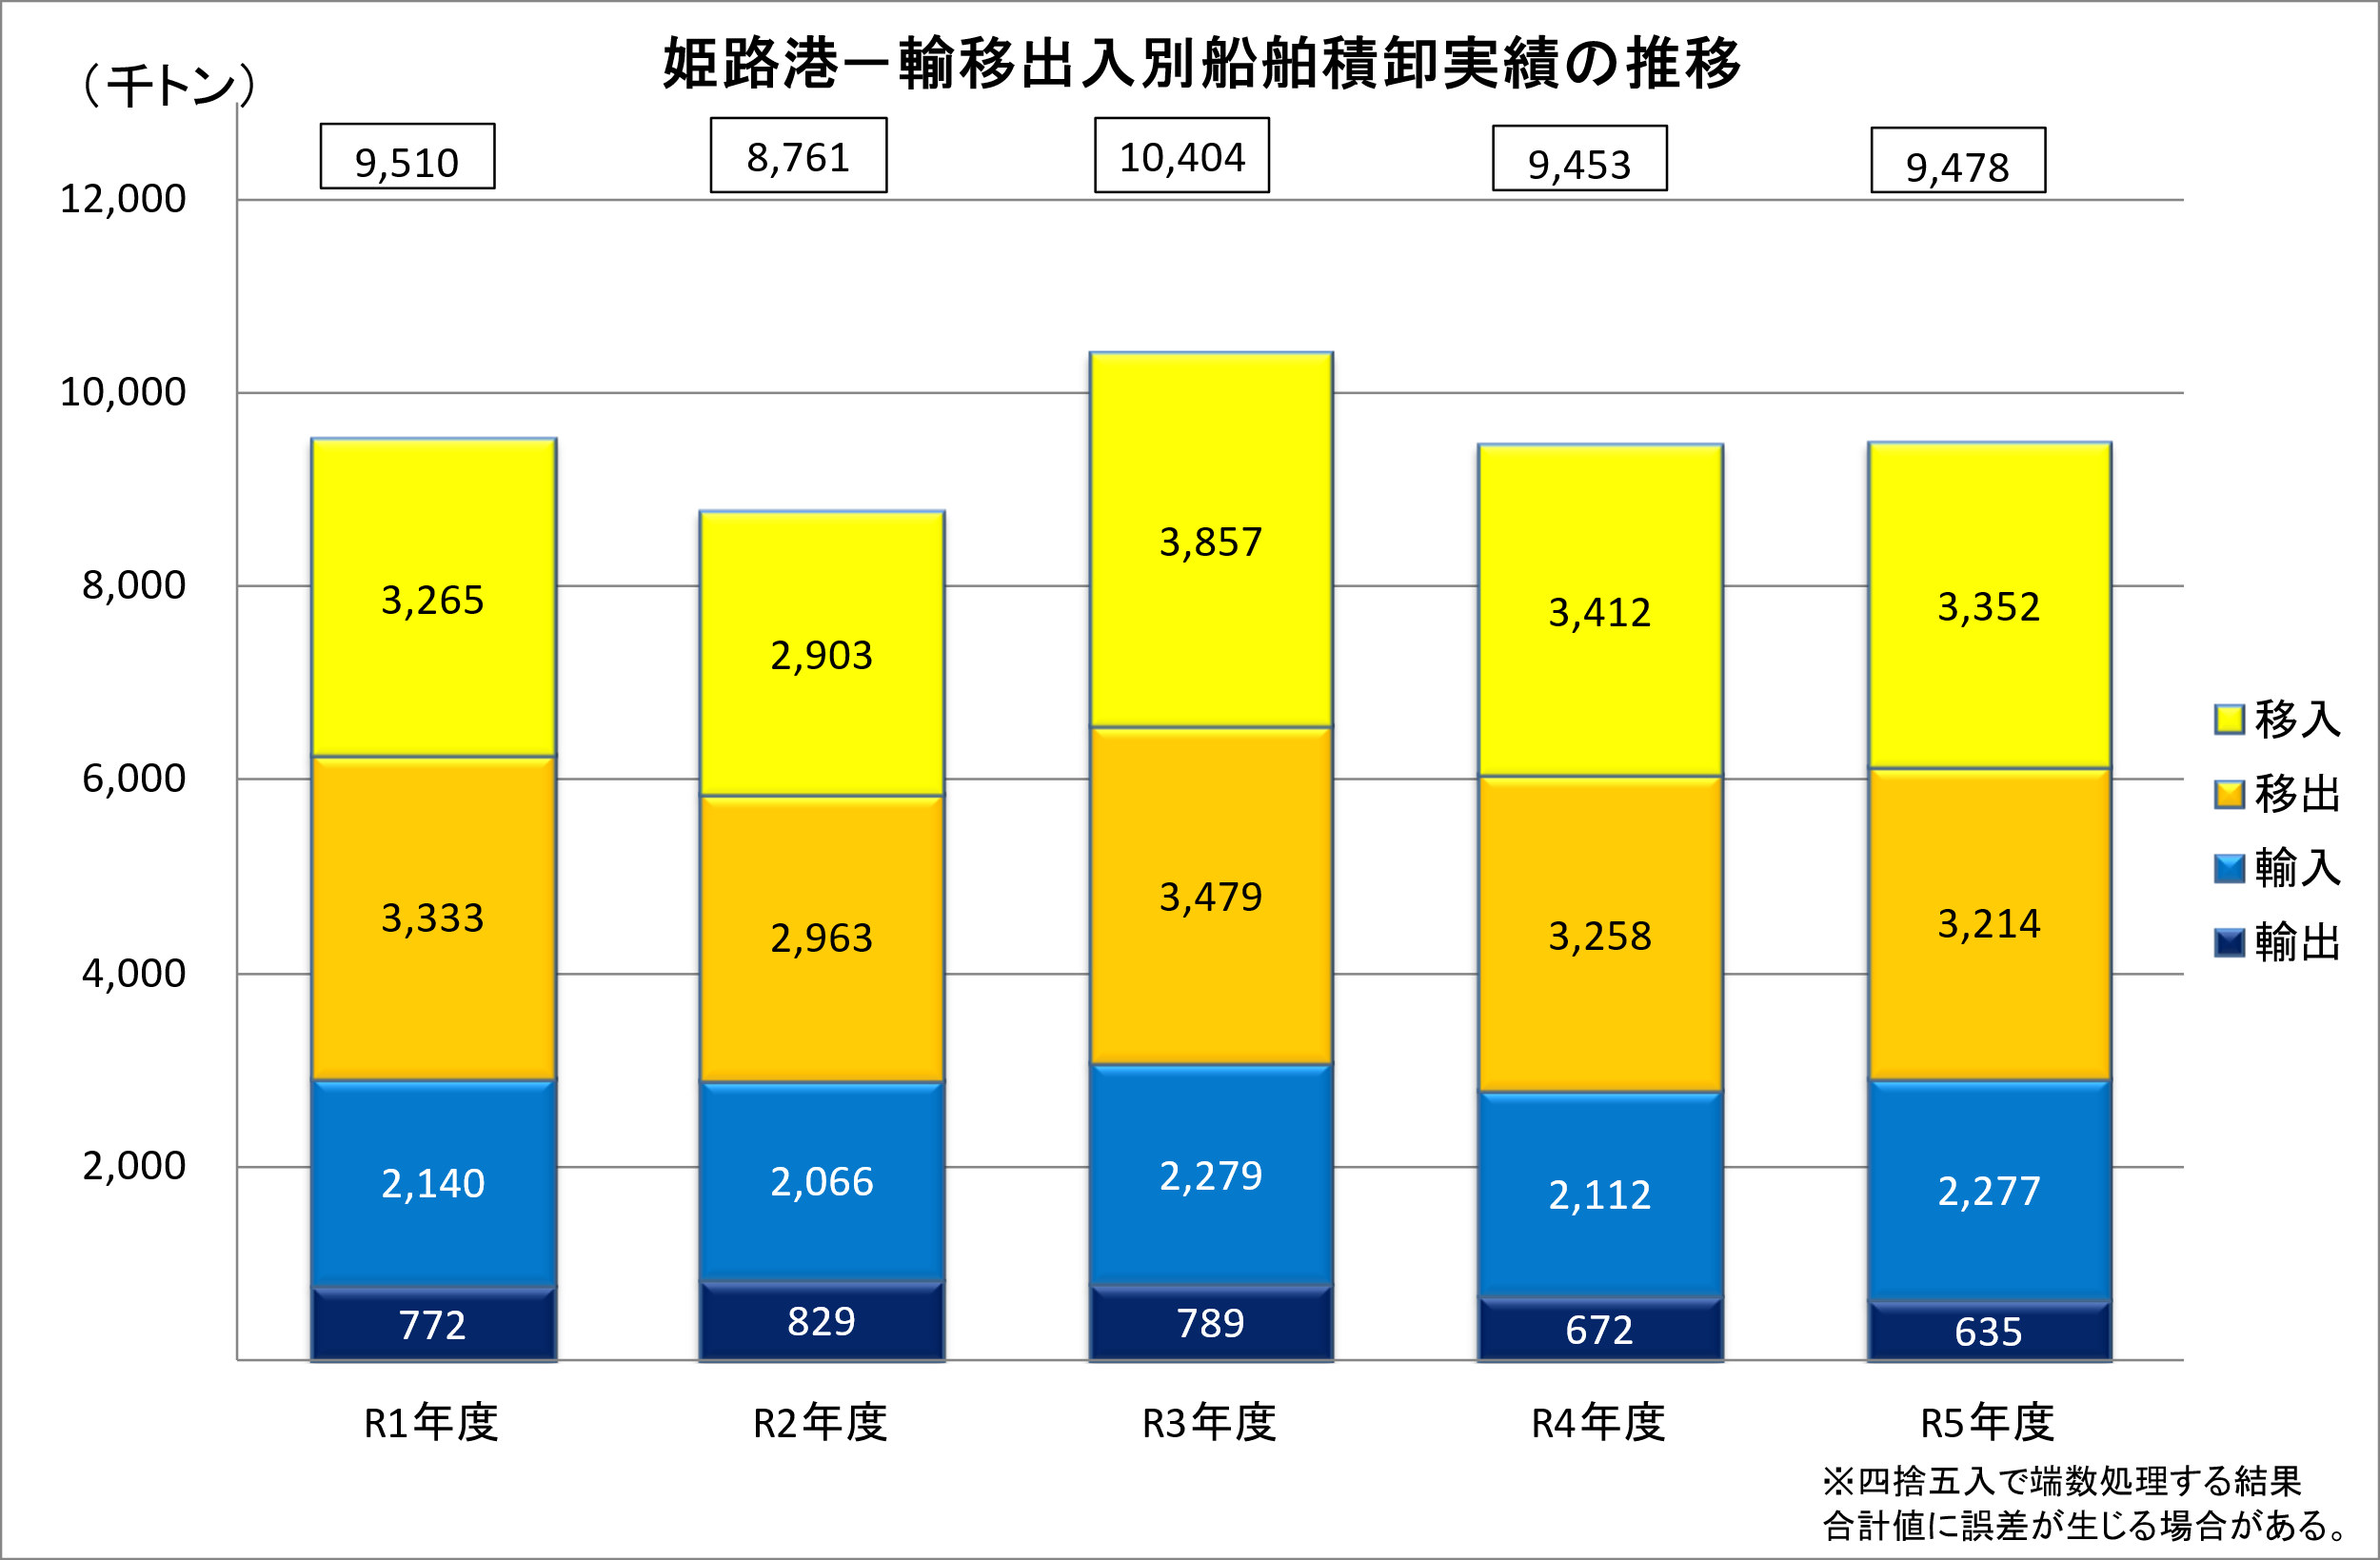 姫路港ー輸移出入別船舶積卸実績の推移
（千トン）
9,510
8,761
10,404
9,453
9,478
12,000
10,000
8,000
6,000
4,000
2,000
3,265
2,903
3,857
3,412
3,352
3,333
2,963
3,479
3,258
3,214
2,140
2,066
2,279
2,112
2,277
772
829
789
672
635
移入
移出
輸入
輸出
R1年度
R2年度
R3年度
R4年度
R5年度
※四捨五入で端数処理する結果
合計値に誤差が生じる場合がある。